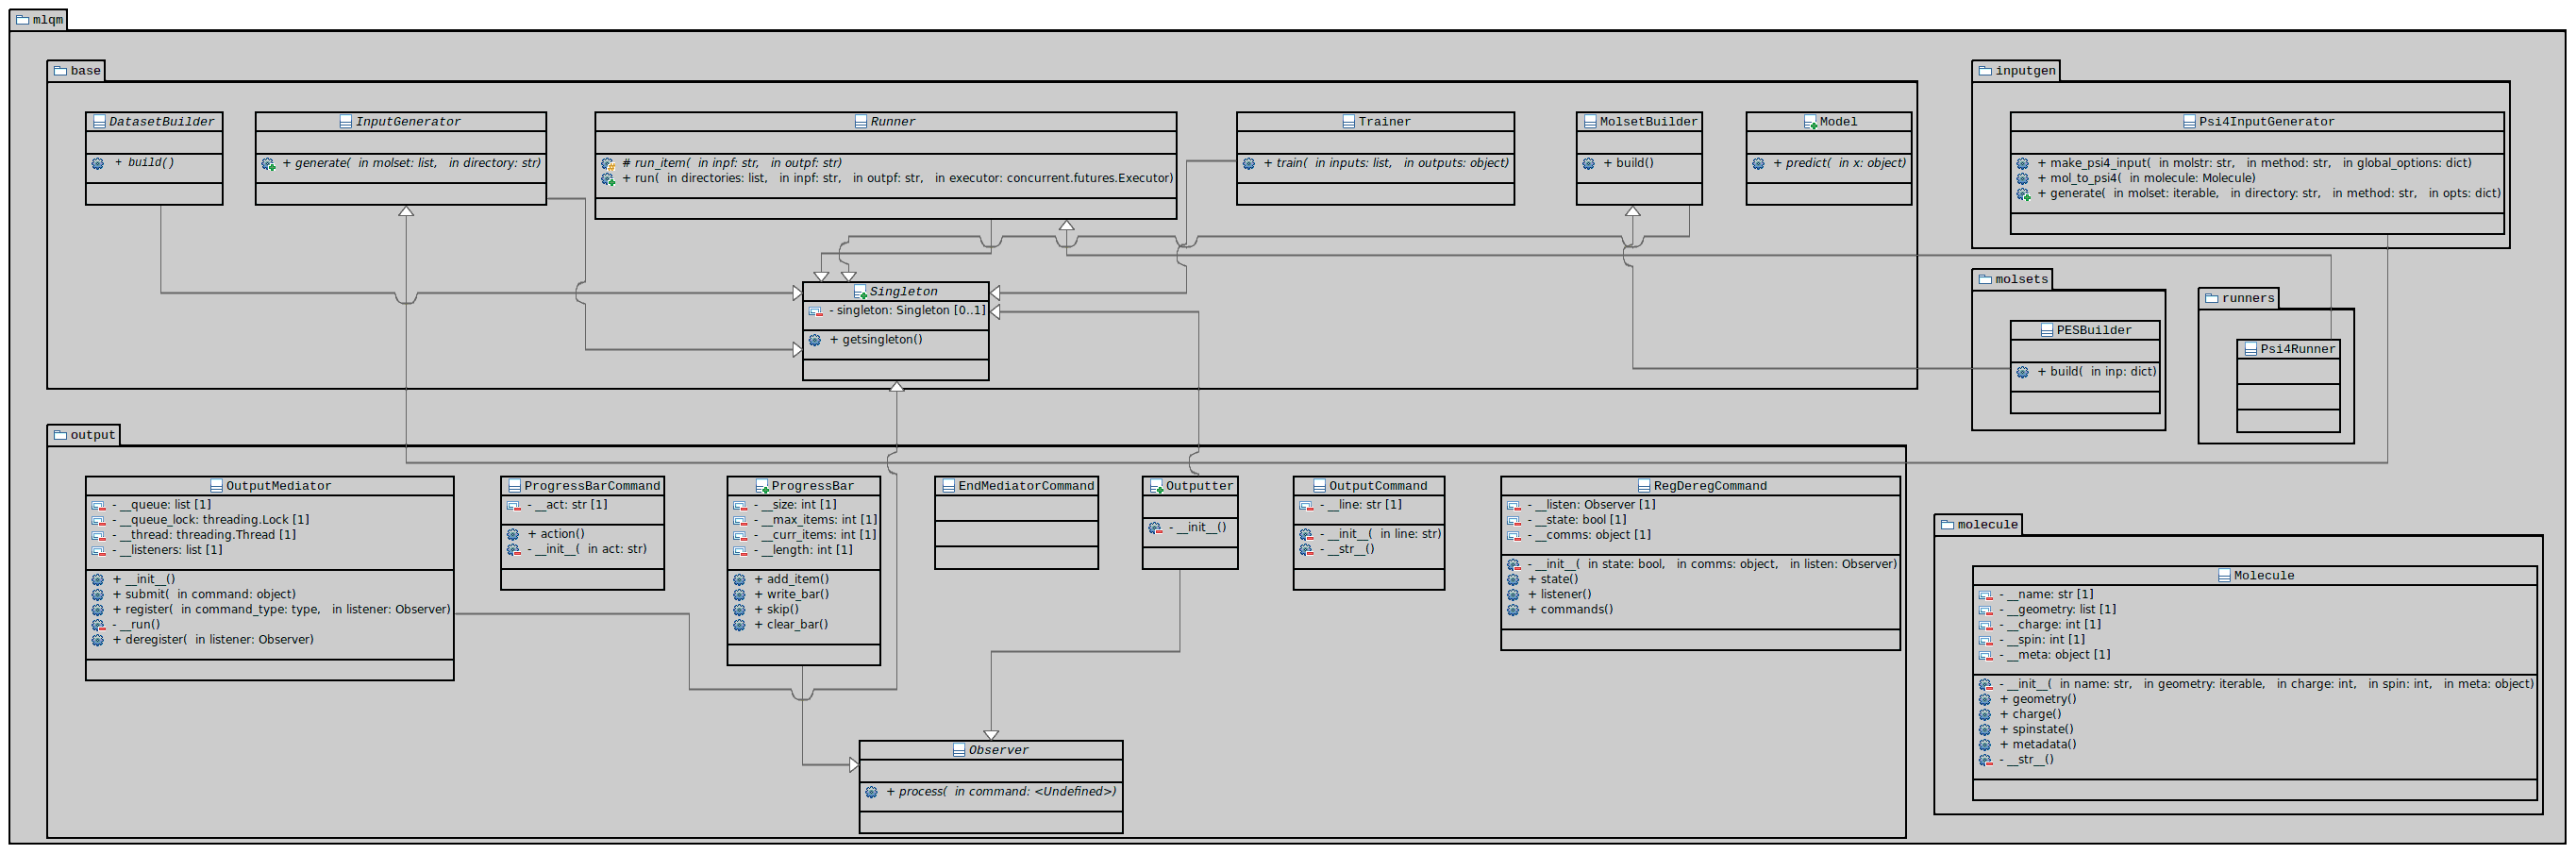 mlqm
base
DatasetBuilder
+ build()
InputGenerator
+ generate( in molset: list, in directory: str)
Runner
# run_item( in inpf: str, in outpf: str)
+ run( in directories: list, in inpf: str, in outpf: str, in executor: concurrent.futures.Executor)
Trainer
+ train( in inputs: list, in outputs: object)
MolsetBuilder
+ build()
Model
+ predict( in x: object)
Singleton
- singleton: Singleton [0..1]
+ getsingleton()
inputgen
Psi4InputGenerator
+ make_psi4_input( in molstr: str, in method: str, in global_options: dict)
+ mol_to_psi4( in molecule: Molecule)
+ generate( in molset: iterable, in directory: str, in method: str, in opts: dict)
molsets
PESBuilder
+ build( in inp: dict)
runners
Psi4Runner
output
OutputMediator
- __queue: list [1]
- __queue_lock: threading.Lock [1]
- __thread: threading.Thread [1]
- __listeners: list [1]
+ __init__()
+ submit( in command: object)
+ register( in command_type: type, in listener: Observer)
- __run()
+ deregister( in listener: Observer)
ProgressBarCommand
- __act: str [1]
+ action()
- __init__( in act: str)
ProgressBar
- __size: int [1]
- __max_items: int [1]
- __curr_items: int [1]
- __length: int [1]
+ add_item()
+ write_bar()
+ skip()
+ clear_bar()
EndMediatorCommand
Outputter
- __init__()
OutputCommand
- __line: str [1]
- __init__( in line: str)
- __str__()
RegDeregCommand
- __listen: Observer [1]
- __state: bool [1]
- __comms: object [1]
- __init__( in state: bool, in comms: object, in listen: Observer)
+ state()
+ listener()
+ commands()
Observer
+ process( in command: <Undefined>)
molecule
Molecule
- __name: str [1]
- __geometry: list [1]
- __charge: int [1]
- __spin: int [1]
- __meta: object [1]
- __init__( in name: str, in geometry: iterable, in charge: int, in spin: int, in meta: object)
+ geometry()
+ charge()
+ spinstate()
+ metadata()
- __str__()